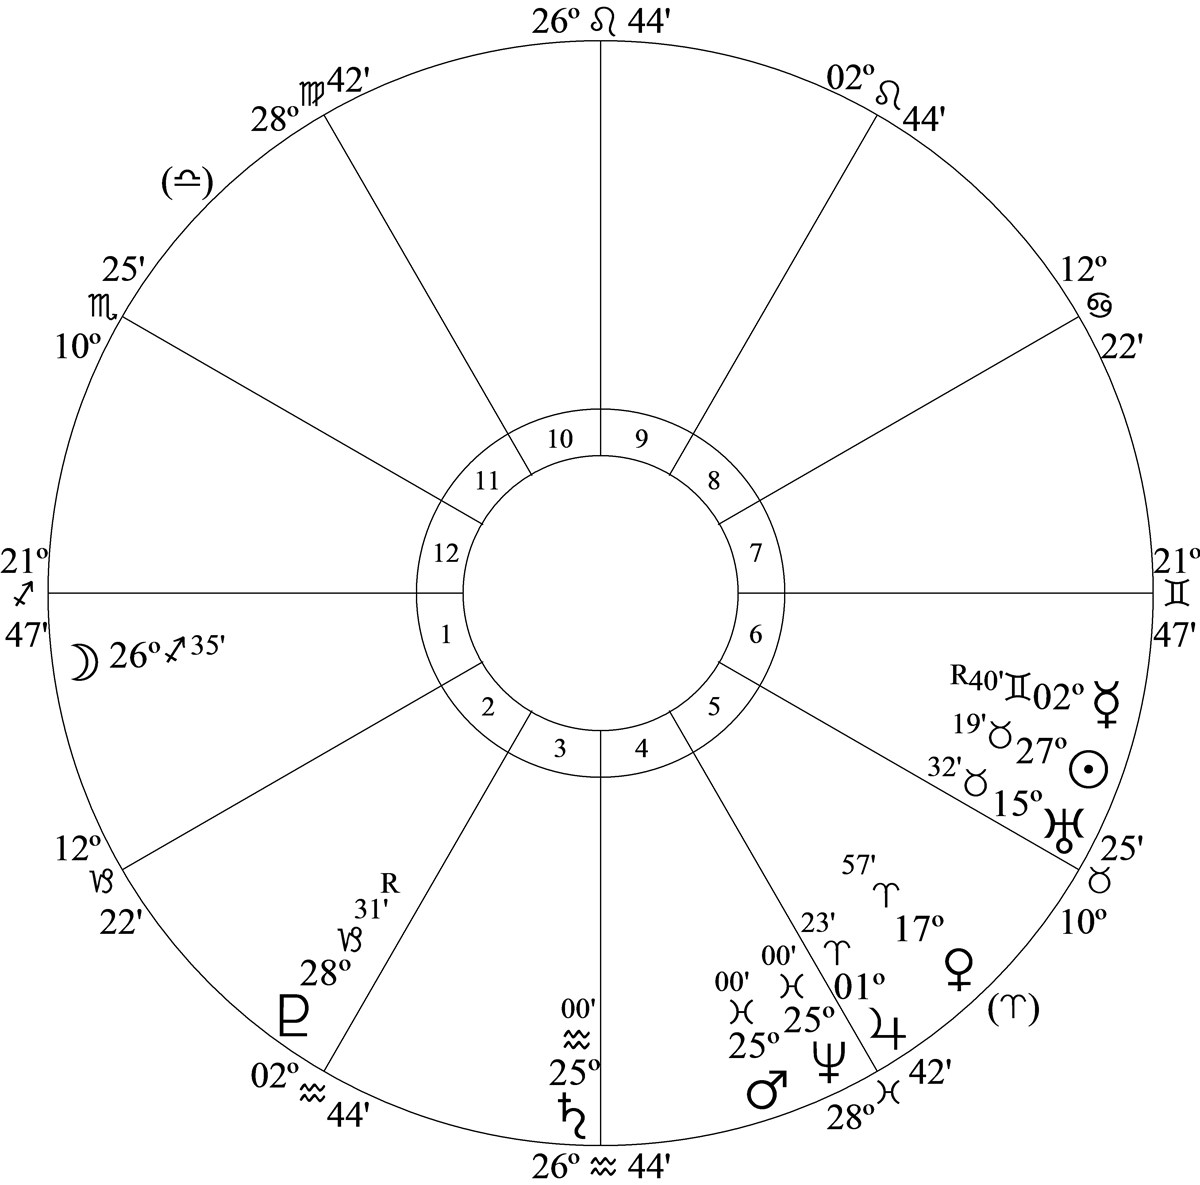 26º ♌ 44'
02º ♌ 44'
28º ♍ 42'
(♎)
25' ♏ 10º
12º ♋ 22'
10
9
11
8
12
7
21º ♐ 47'
21º ♊ 47'
1
6
☽ 26º ♐ 35'
2
5
3
4
R 40' ♊ 02º ☿
19' ♉ 27º ☉
32' ♉ 15º ♅
12º ♑ 22'
25' ♉ 10º
57' ♈ 17º ♀
R 31' ♑ 28º ♇
23' ♈ 01º ♃
00' ♓ 25º ♆
00' ♓ 25º ♂
00' ♒ 25º ♄
(♈)
02º ♒ 44'
28º ♓ 42'
26º ♒ 44'